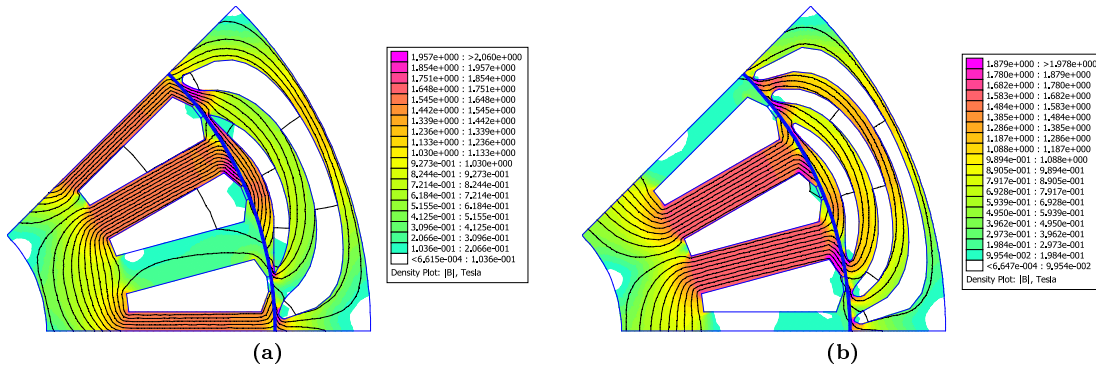 1.957e+000 : >2.060e+000
1.854e+000 : 1.957e+000
1.751e+000 : 1.854e+000
1.648e+000 : 1.751e+000
1.545e+000 : 1.648e+000
1.442e+000 : 1.545e+000
1.339e+000 : 1.442e+000
1.236e+000 : 1.339e+000
1.133e+000 : 1.236e+000
1.030e+000 : 1.133e+000
9.273e-001 : 1.030e+000
8.244e-001 : 9.273e-001
7.214e-001 : 8.244e-001
6.184e-001 : 7.214e-001
5.155e-001 : 6.184e-001
4.125e-001 : 5.155e-001
3.096e-001 : 4.125e-001
2.066e-001 : 3.096e-001
1.036e-001 : 2.066e-001
<6.615e-004 : 1.036e-001
Density Plot: |B|, Tesla
(a)
1.879e+000 : >1.978e+000
1.780e+000 : 1.879e+000
1.682e+000 : 1.780e+000
1.583e+000 : 1.682e+000
1.484e+000 : 1.583e+000
1.385e+000 : 1.484e+000
1.286e+000 : 1.385e+000
1.187e+000 : 1.286e+000
1.088e+000 : 1.187e+000
9.894e-001 : 1.088e+000
8.905e-001 : 9.894e-001
7.917e-001 : 8.905e-001
6.928e-001 : 7.917e-001
5.939e-001 : 6.928e-001
4.950e-001 : 5.939e-001
3.962e-001 : 4.950e-001
2.973e-001 : 3.962e-001
1.984e-001 : 2.973e-001
9.954e-002 : 1.984e-001
<6.647e-004 : 9.954e-002
Density Plot: |B|, Tesla
(b)